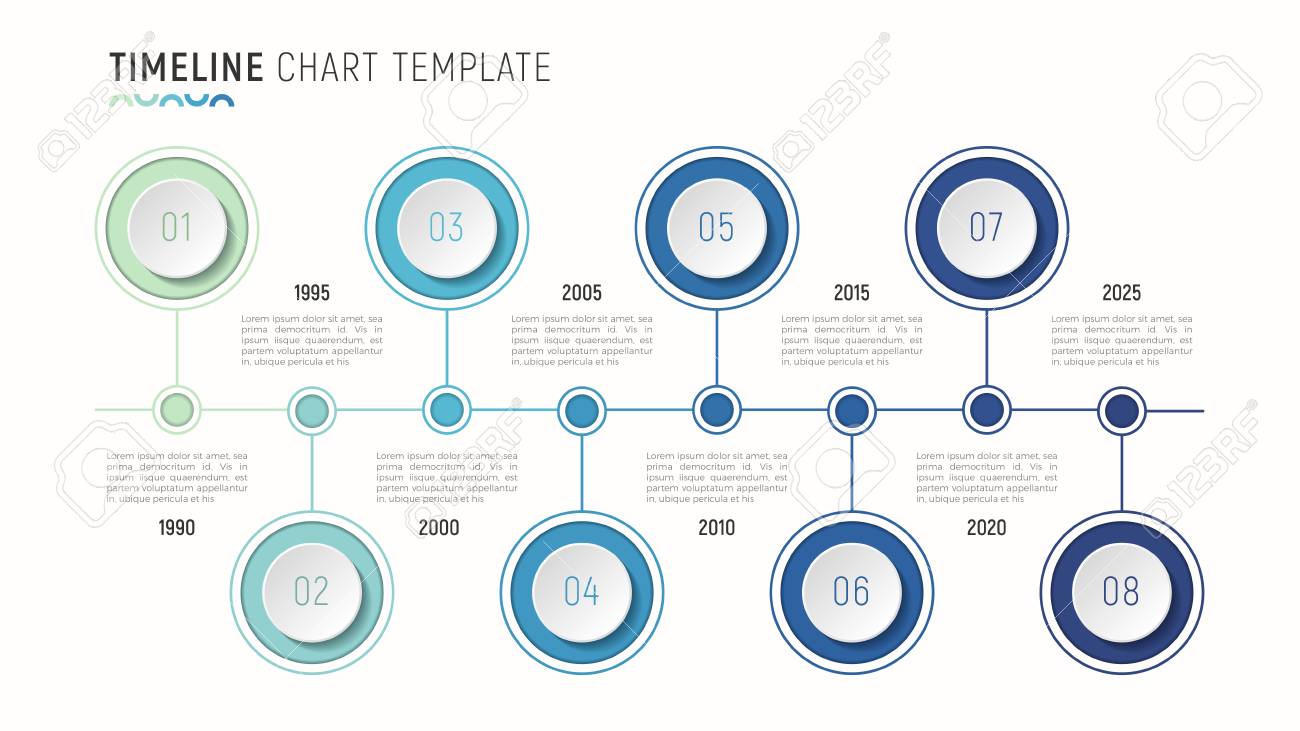 TIMELINE CHART TEMPLATE
01
03
05
07
1995
Lorem ipsum dolor sit amet, sea
prima democritum id. Vis in
ipsum iisque quaerendum, est
partem voluptatum appellantur
in, ubique pericula et his
2005
Lorem ipsum dolor sit amet, sea
prima democritum id. Vis in
ipsum iisque quaerendum, est
partem voluptatum appellantur
in, ubique pericula et his
2015
Lorem ipsum dolor sit amet, sea
prima democritum id. Vis in
ipsum iisque quaerendum, est
partem voluptatum appellantur
in, ubique pericula et his
2025
Lorem ipsum dolor sit amet, sea
prima democritum id. Vis in
ipsum iisque quaerendum, est
partem voluptatum appellantur
in, ubique pericula et his
Lorem ipsum dolor sit amet, sea
prima democritum id. Vis in
ipsum iisque quaerendum, est
partem voluptatum appellantur
in, ubique pericula et his
1990
Lorem ipsum dolor sit amet, sea
prima democritum id. Vis in
ipsum iisque quaerendum, est
partem voluptatum appellantur
in, ubique pericula et his
2000
Lorem ipsum dolor sit amet, sea
prima democritum id. Vis in
ipsum iisque quaerendum, est
partem voluptatum appellantur
in, ubique pericula et his
2010
Lorem ipsum dolor sit amet, sea
prima democritum id. Vis in
ipsum iisque quaerendum, est
partem voluptatum appellantur
in, ubique pericula et his
2020
02
04
06
08
123RF
123RF
123RF
123RF